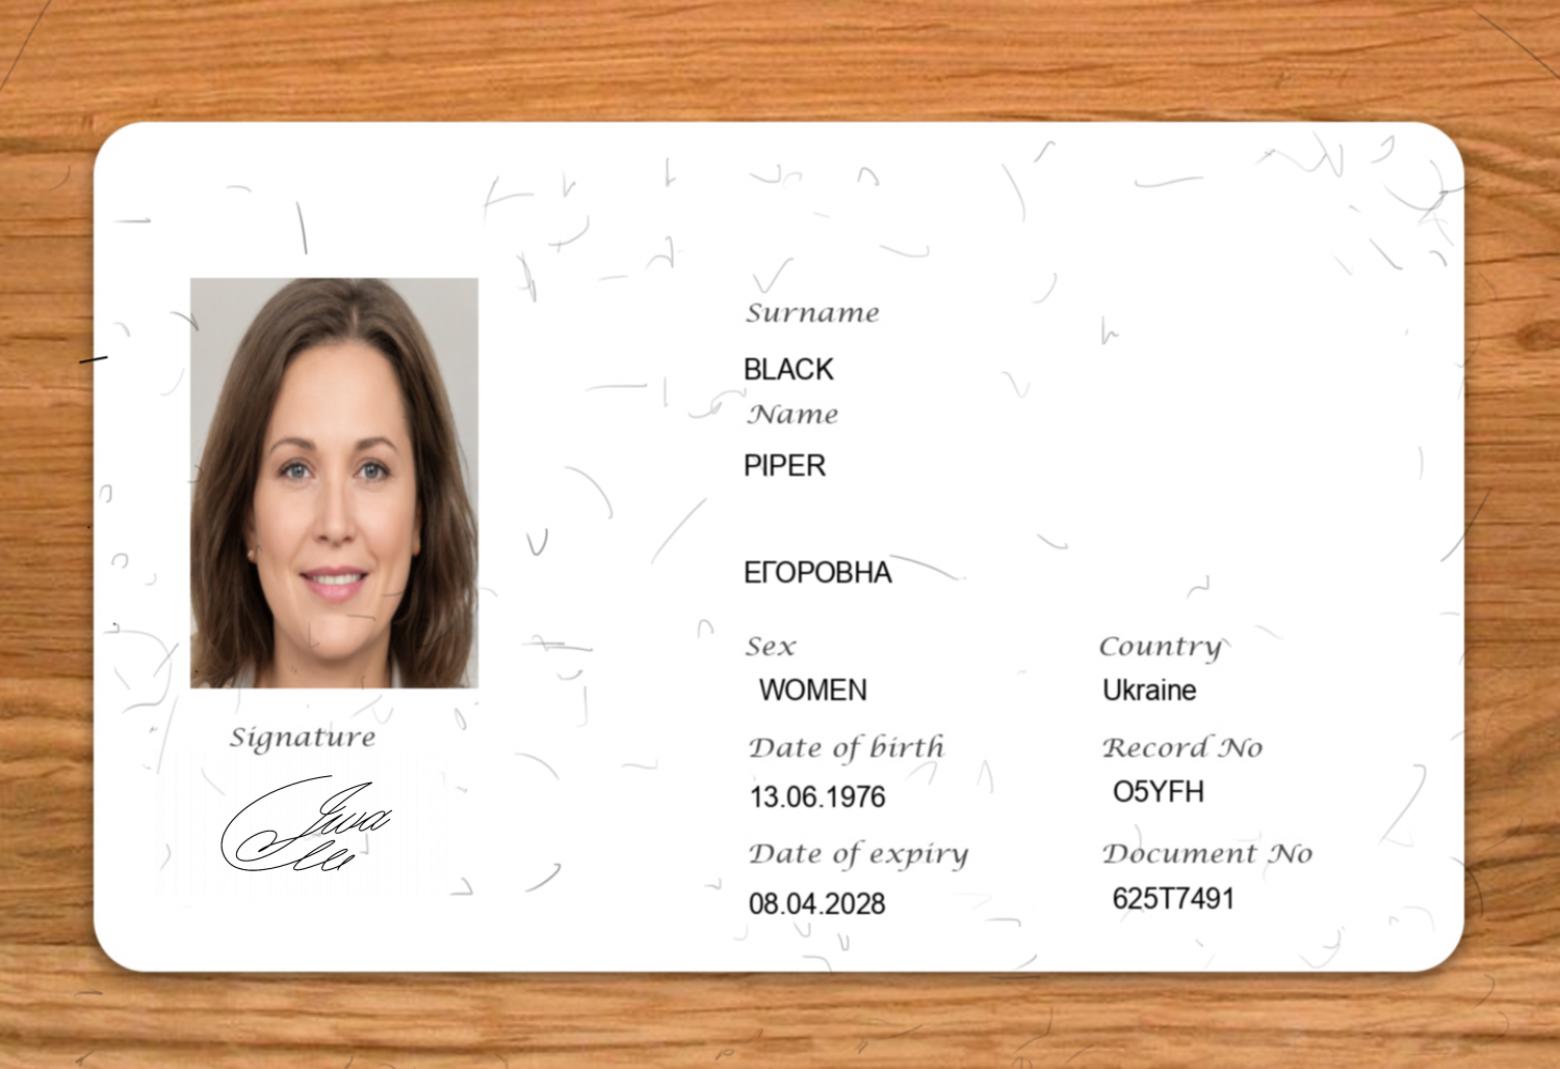 Surname
BLACK
Name
PIPER
ЕГОРОВНА
Sex
Country
WOMEN
Ukraine
Date of birth
Record No
13.06.1976
O5YFH
Date of expiry
Document No
08.04.2028
625T7491
Signature